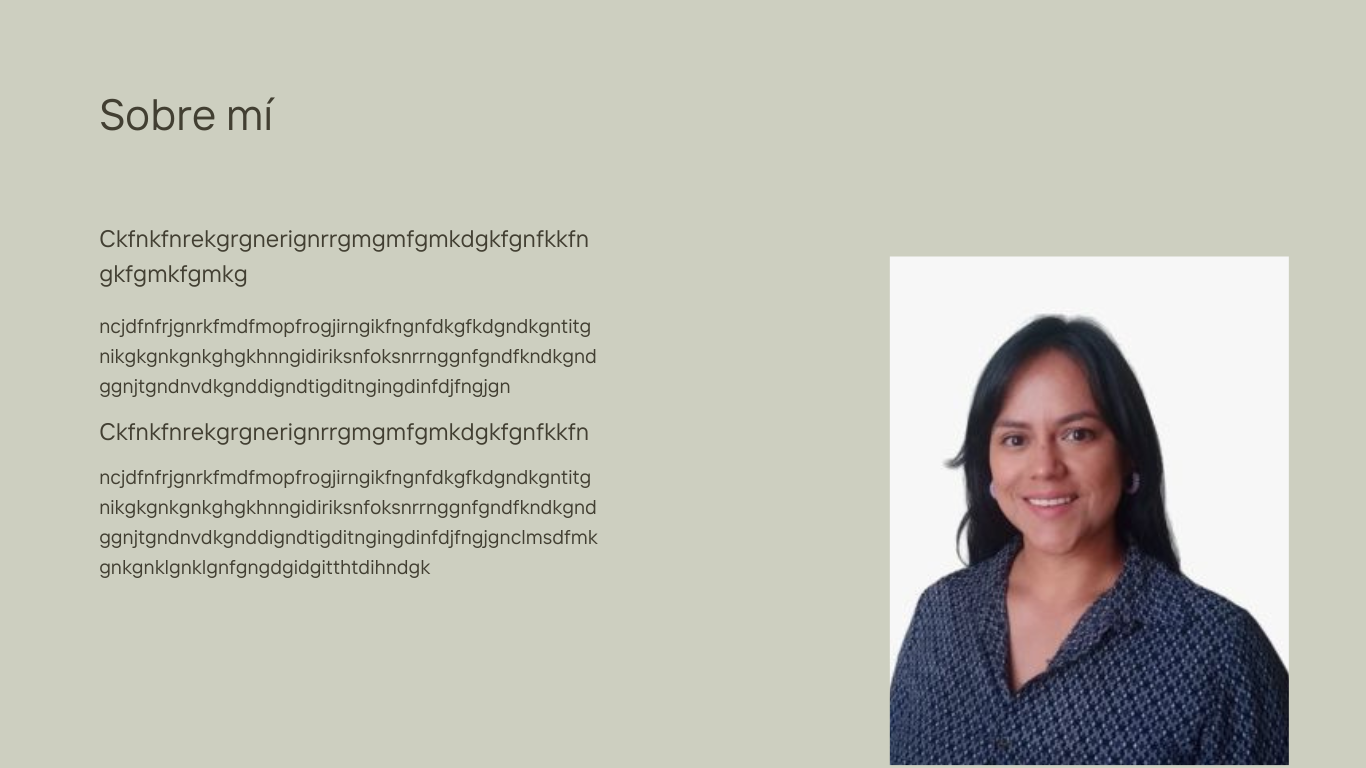 Sobre mí
Ckfnkfnrekgrgnerignrrgmgmfgmkdgkfgnfkkfn
gkfgmkfgmkg
ncjdfnfrjgnrkfmdfmopfrogjirngikfngnfdkgfkdgndkgntitg
nikgkgnkgnkghgkhnngidiriksnfoksnrrnggnfgndfkndkgnd
ggnjtgndnvdkgnddigndtigditngingdinfdjfngjgn
Ckfnkfnrekgrgnerignrrgmgmfgmkdgkfgnfkkfn
ncjdfnfrjgnrkfmdfmopfrogjirngikfngnfdkgfkdgndkgntitg
nikgkgnkgnkghgkhnngidiriksnfoksnrrnggnfgndfkndkgnd
ggnjtgndnvdkgnddigndtigditngingdinfdjfngjgnclmsdfmk
gnkgnklgnklgnfgngdgidgitthtdihndgk